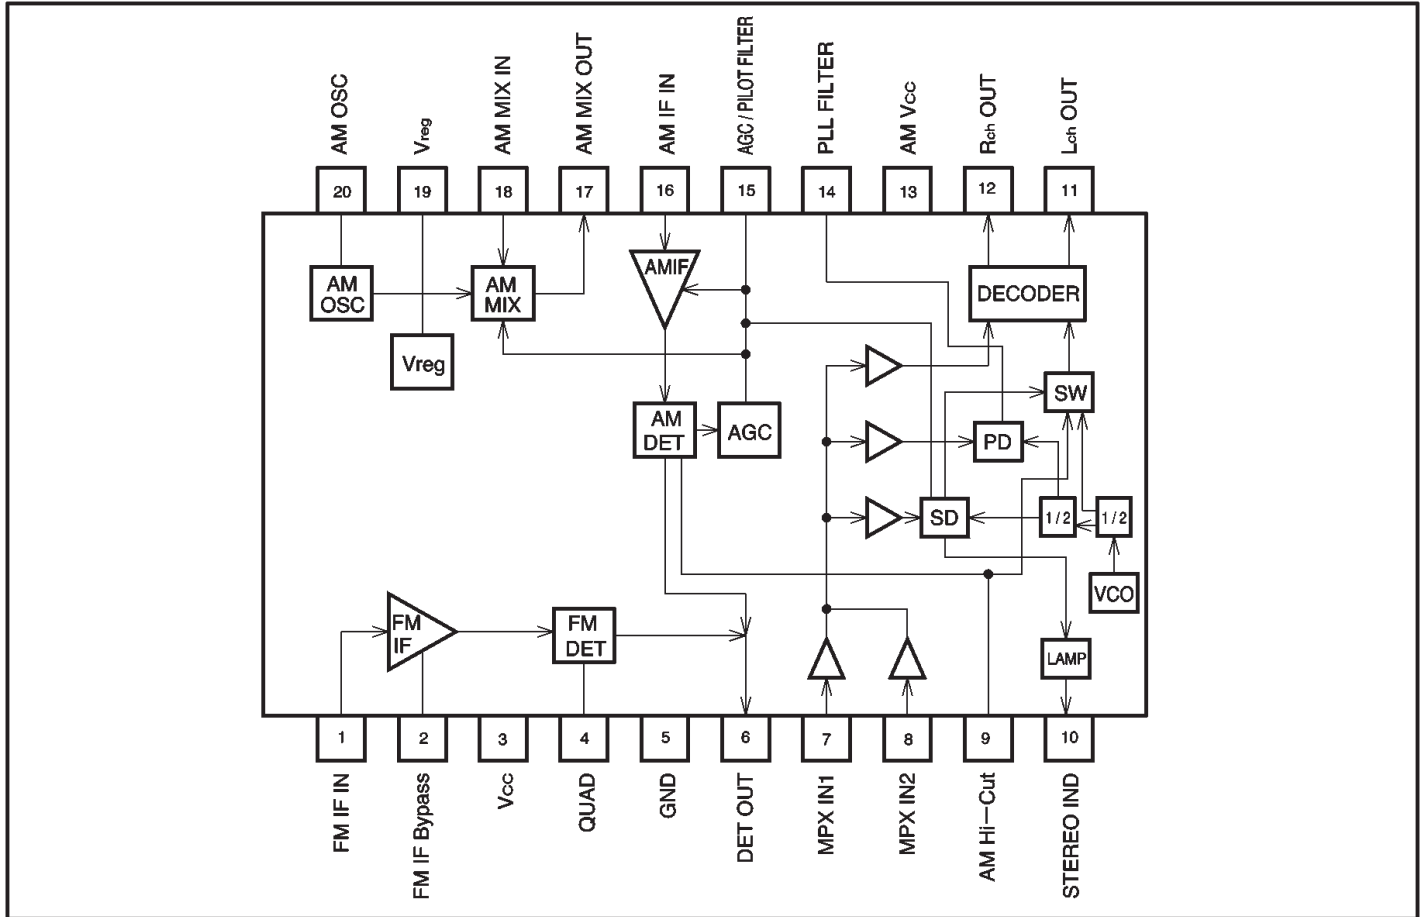 AM OSC
Vreg
AM MIX IN
AM MIX OUT
AM IF IN
AGC / PILOT FILTER
PLL FILTER
AM VCC
Rch OUT
Lch OUT
20
19
18
17
16
15
14
13
12
11
AM
OSC
AM
MIX
AMIF
DECODER
Vreg
SW
AM
DET
AGC
PD
SD
1 / 2
1 / 2
VCO
FM
IF
FM
DET
LAMP
1
2
3
4
5
6
7
8
9
10
FM IF IN
FM IF Bypass
VCC
QUAD
GND
DET OUT
MPX IN1
MPX IN2
AM Hi−Cut
STEREO IND